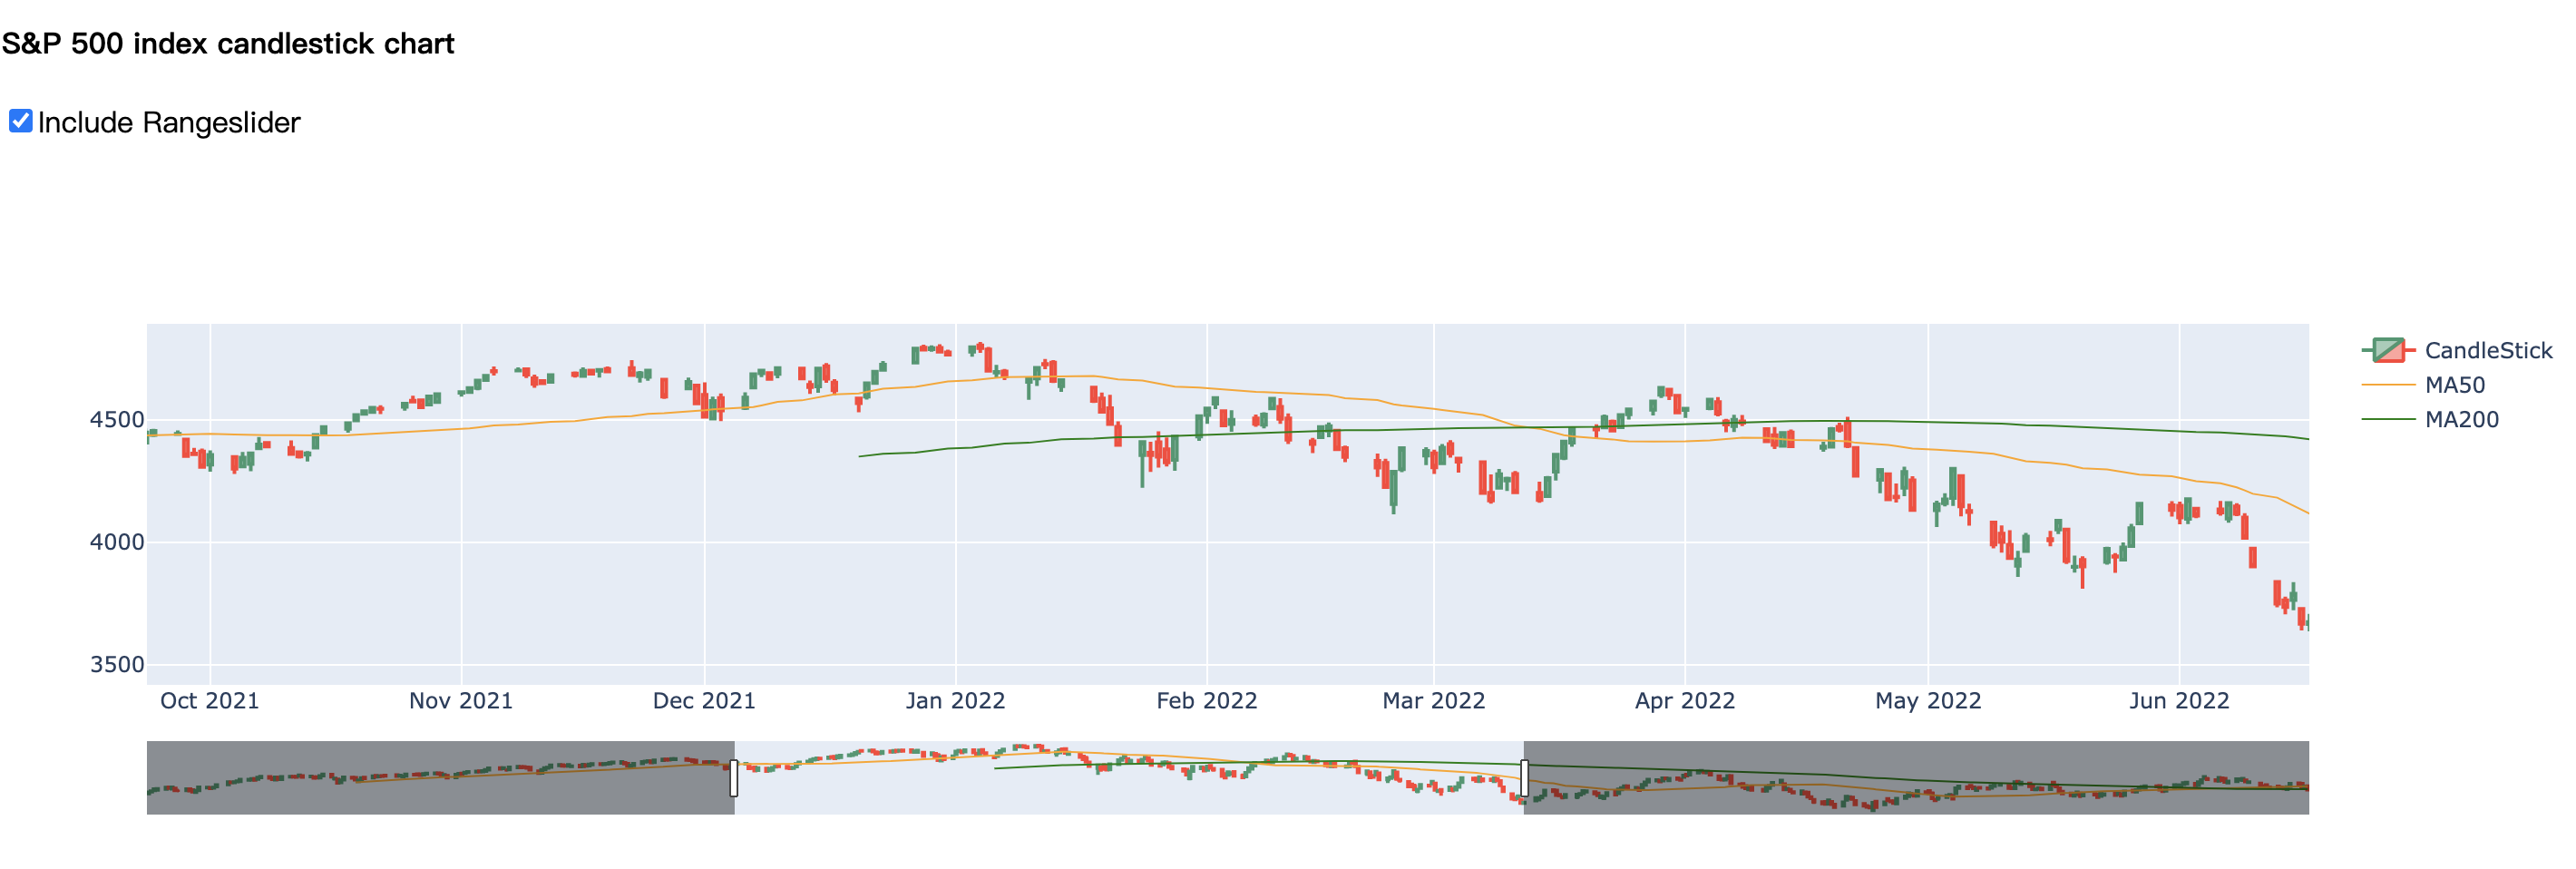 S&P 500 index candlestick chart
Include Rangeslider
CandleStick
MA50
MA200
4500
4000
3500
Oct 2021 Nov 2021 Dec 2021 Jan 2022 Feb 2022 Mar 2022 Apr 2022 May 2022 Jun 2022